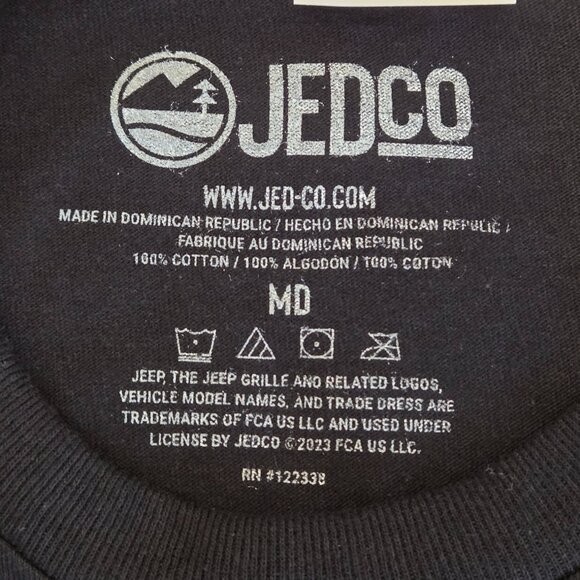 JEDCO
WWW.JED-CO.COM
MADE IN DOMINICAN REPUBLIC / HECHO EN DOMINICAN REPUBLIC /
FABRIQUE AU DOMINICAN REPUBLIC
100% COTTON / 100% ALGODÓN / 100% COTON
MD
JEEP, THE JEEP GRILLE AND RELATED LOGOS,
VEHICLE MODEL NAMES, AND TRADE DRESS ARE
TRADEMARKS OF FCA US LLC AND USED UNDER
LICENSE BY JEDCO ©2023 FCA US LLC.
RN #122338